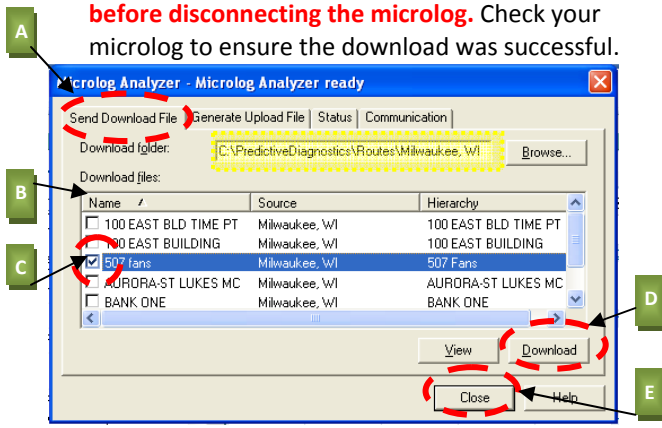 before disconnecting the microlog. Check your
microlog to ensure the download was successful.
A
Microlog Analyzer - Microlog Analyzer ready
Send Download File Generate Upload File Status Communication
Download folder: C:\PredictiveDiagnostics\Routes\Milwaukee, WI Browse...
Download files:
B
Name Source Hierarchy
100 EAST BLD TIME PT Milwaukee, WI 100 EAST BLD TIME PT
100 EAST BUILDING Milwaukee, WI 100 EAST BUILDING
C
507 fans Milwaukee, WI 507 Fans
AURORA-ST LUKES MC Milwaukee, WI AURORA-ST LUKES MC
BANK ONE Milwaukee, WI BANK ONE
D
View Download
Close Help
E